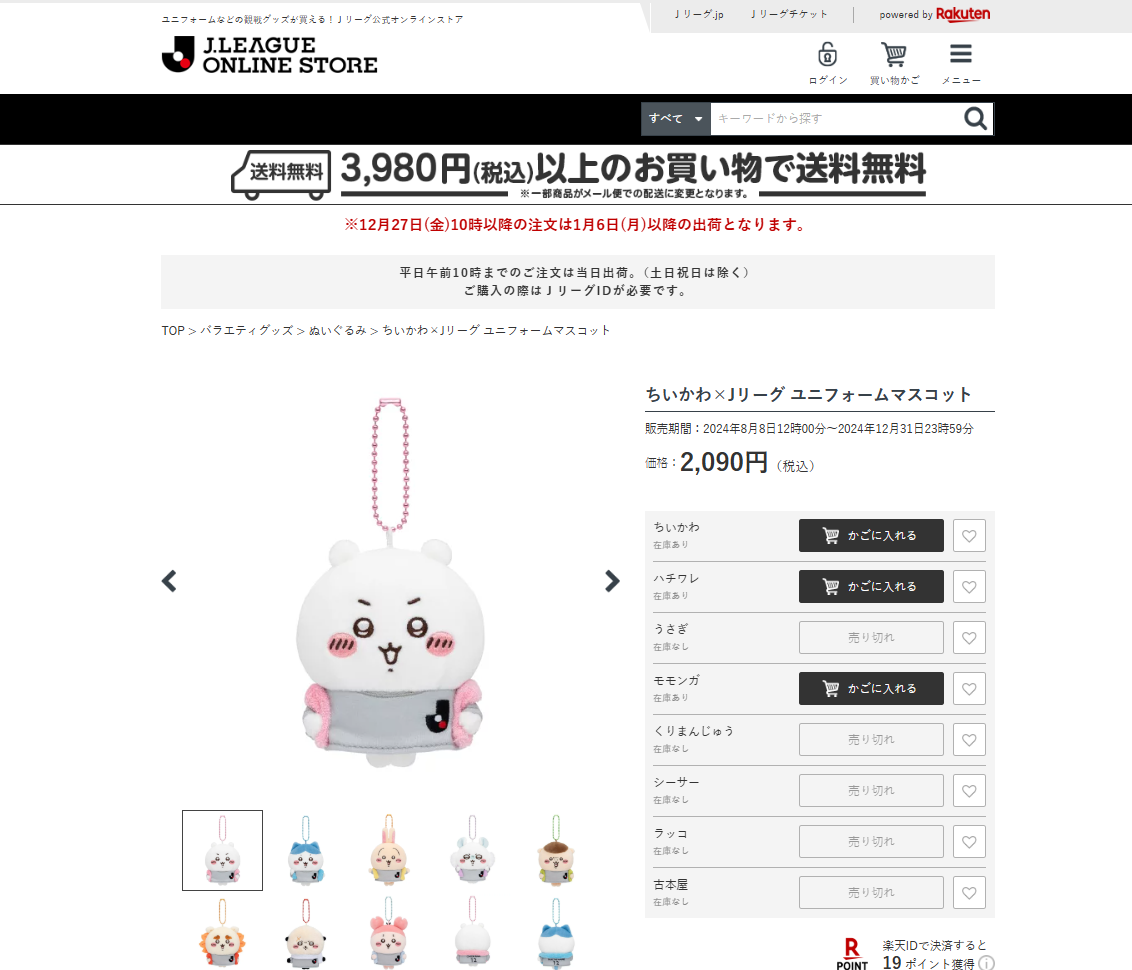 ユニフォームなどの観戦グッズが買える！Jリーグ公式オンラインストア
Jリーグ.jp
Jリーグチケット
powered by Rakuten
J.LEAGUE
ONLINE STORE
ログイン
買い物かご
メニュー
すべて
キーワードから探す
送料無料 3,980円(税込)以上のお買い物で送料無料
※一部商品がメール便での配送に変更となります。
※12月27日(金)10時以降の注文は1月6日(月)以降の出荷となります。
平日午前10時までのご注文は当日出荷。（土日祝日は除く）
ご購入の際はＪリーグIDが必要です。
TOP > バラエティグッズ > ぬいぐるみ > ちいかわ×Jリーグ ユニフォームマスコット
ちいかわ×Jリーグ ユニフォームマスコット
販売期間：2024年8月8日12時00分～2024年12月31日23時59分
価格：2,090円（税込）
ちいかわ
在庫あり
かごに入れる
ハチワレ
在庫あり
かごに入れる
うさぎ
在庫なし
売り切れ
モモンガ
在庫あり
かごに入れる
くりまんじゅう
在庫なし
売り切れ
シーサー
在庫なし
売り切れ
ラッコ
在庫なし
売り切れ
古本屋
在庫なし
売り切れ
R
POINT
楽天IDで決済すると
19 ポイント獲得